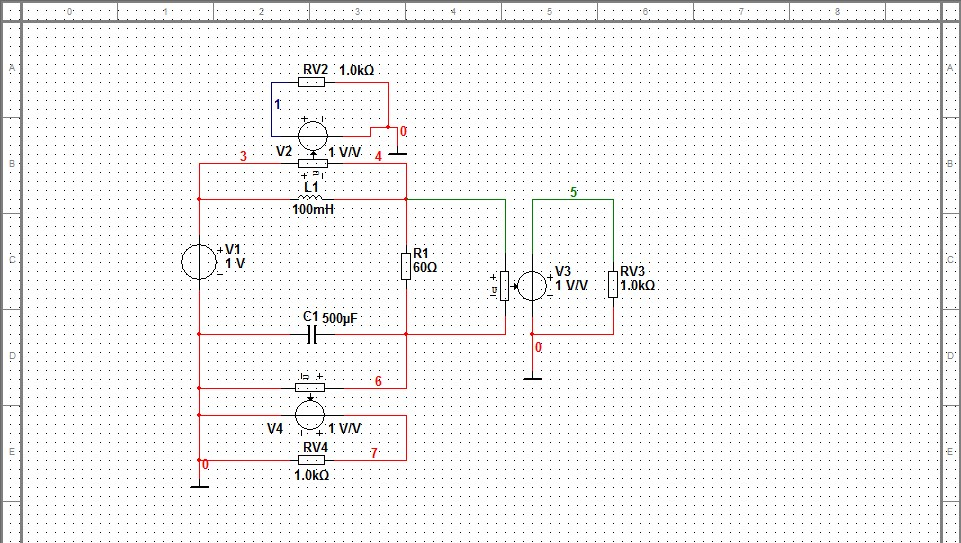 0 1 2 3 4 5 6 7 8
A A
RV2 1.0kΩ
1
+ −
0
V2 1 V/V
B 3 4 B
+ −
L1
100mH
5
V1
+
1 V
−
C C
R1
60Ω
+
−
V3
1 V/V
+
−
RV3
1.0kΩ
C1 500µF
0
D D
− +
6
V4 1 V/V
− +
RV4 7
E E
0
1.0kΩ